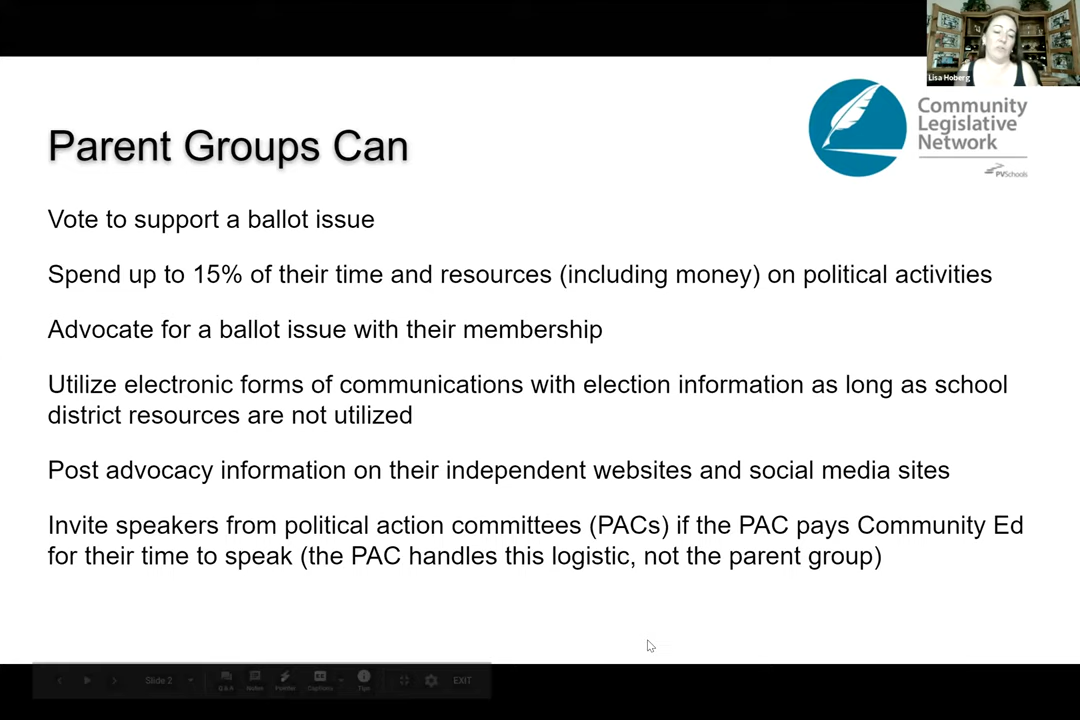 Lisa Hoberg
Community
Legislative
Network
PVSchools
Parent Groups Can
Vote to support a ballot issue
Spend up to 15% of their time and resources (including money) on political activities
Advocate for a ballot issue with their membership
Utilize electronic forms of communications with election information as long as school
district resources are not utilized
Post advocacy information on their independent websites and social media sites
Invite speakers from political action committees (PACs) if the PAC pays Community Ed
for their time to speak (the PAC handles this logistic, not the parent group)
Slide 2
Q&A
Notes
Pointer
Captions
Tips
EXIT